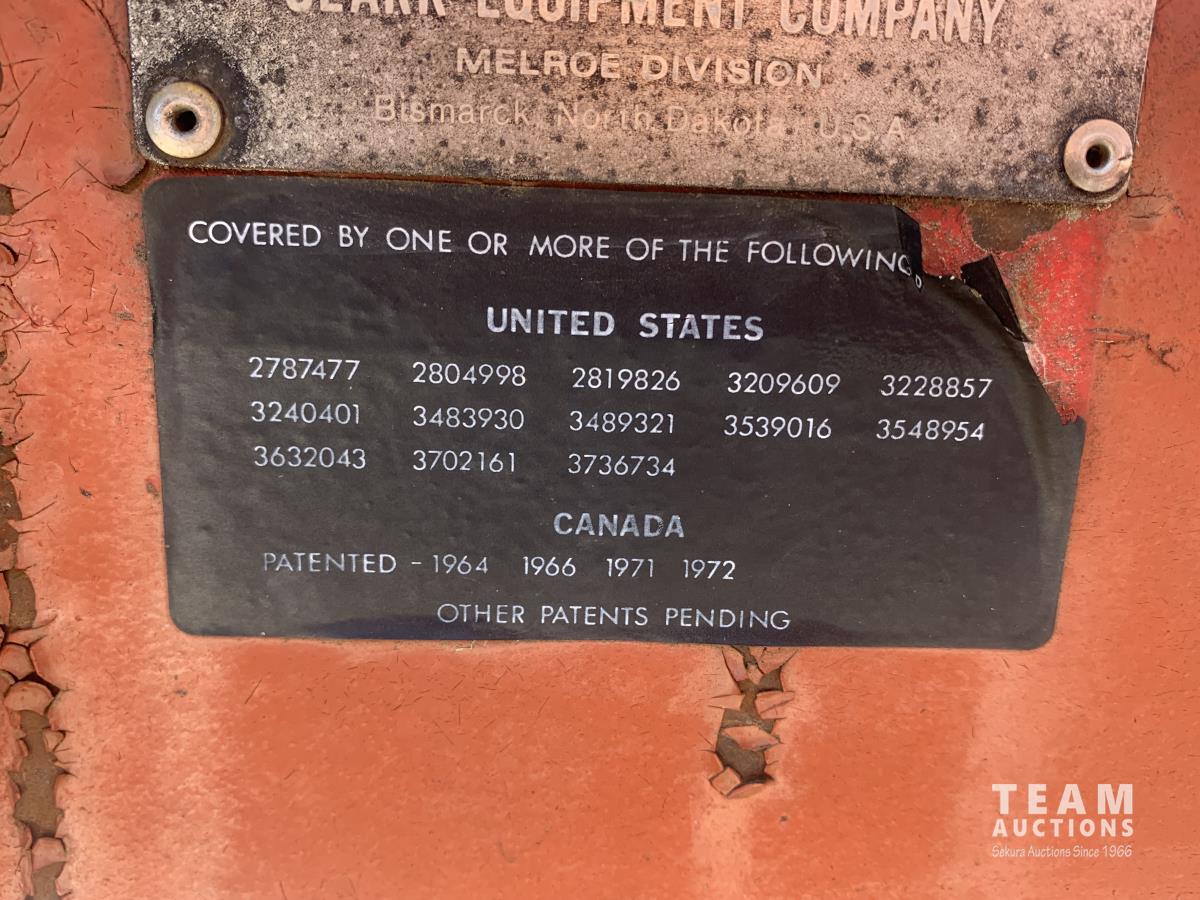 CLARK EQUIPMENT COMPANY
MELROE DIVISION
Bismarck, North Dakota, U.S.A.
COVERED BY ONE OR MORE OF THE FOLLOWING
UNITED STATES
2787477 2804998 2819826 3209609 3228857
3240401 3483930 3489321 3539016 3548954
3632043 3702161 3736734
CANADA
PATENTED - 1964 1966 1971 1972
OTHER PATENTS PENDING
TEAM
AUCTIONS
Sekura Auctions Since 1966